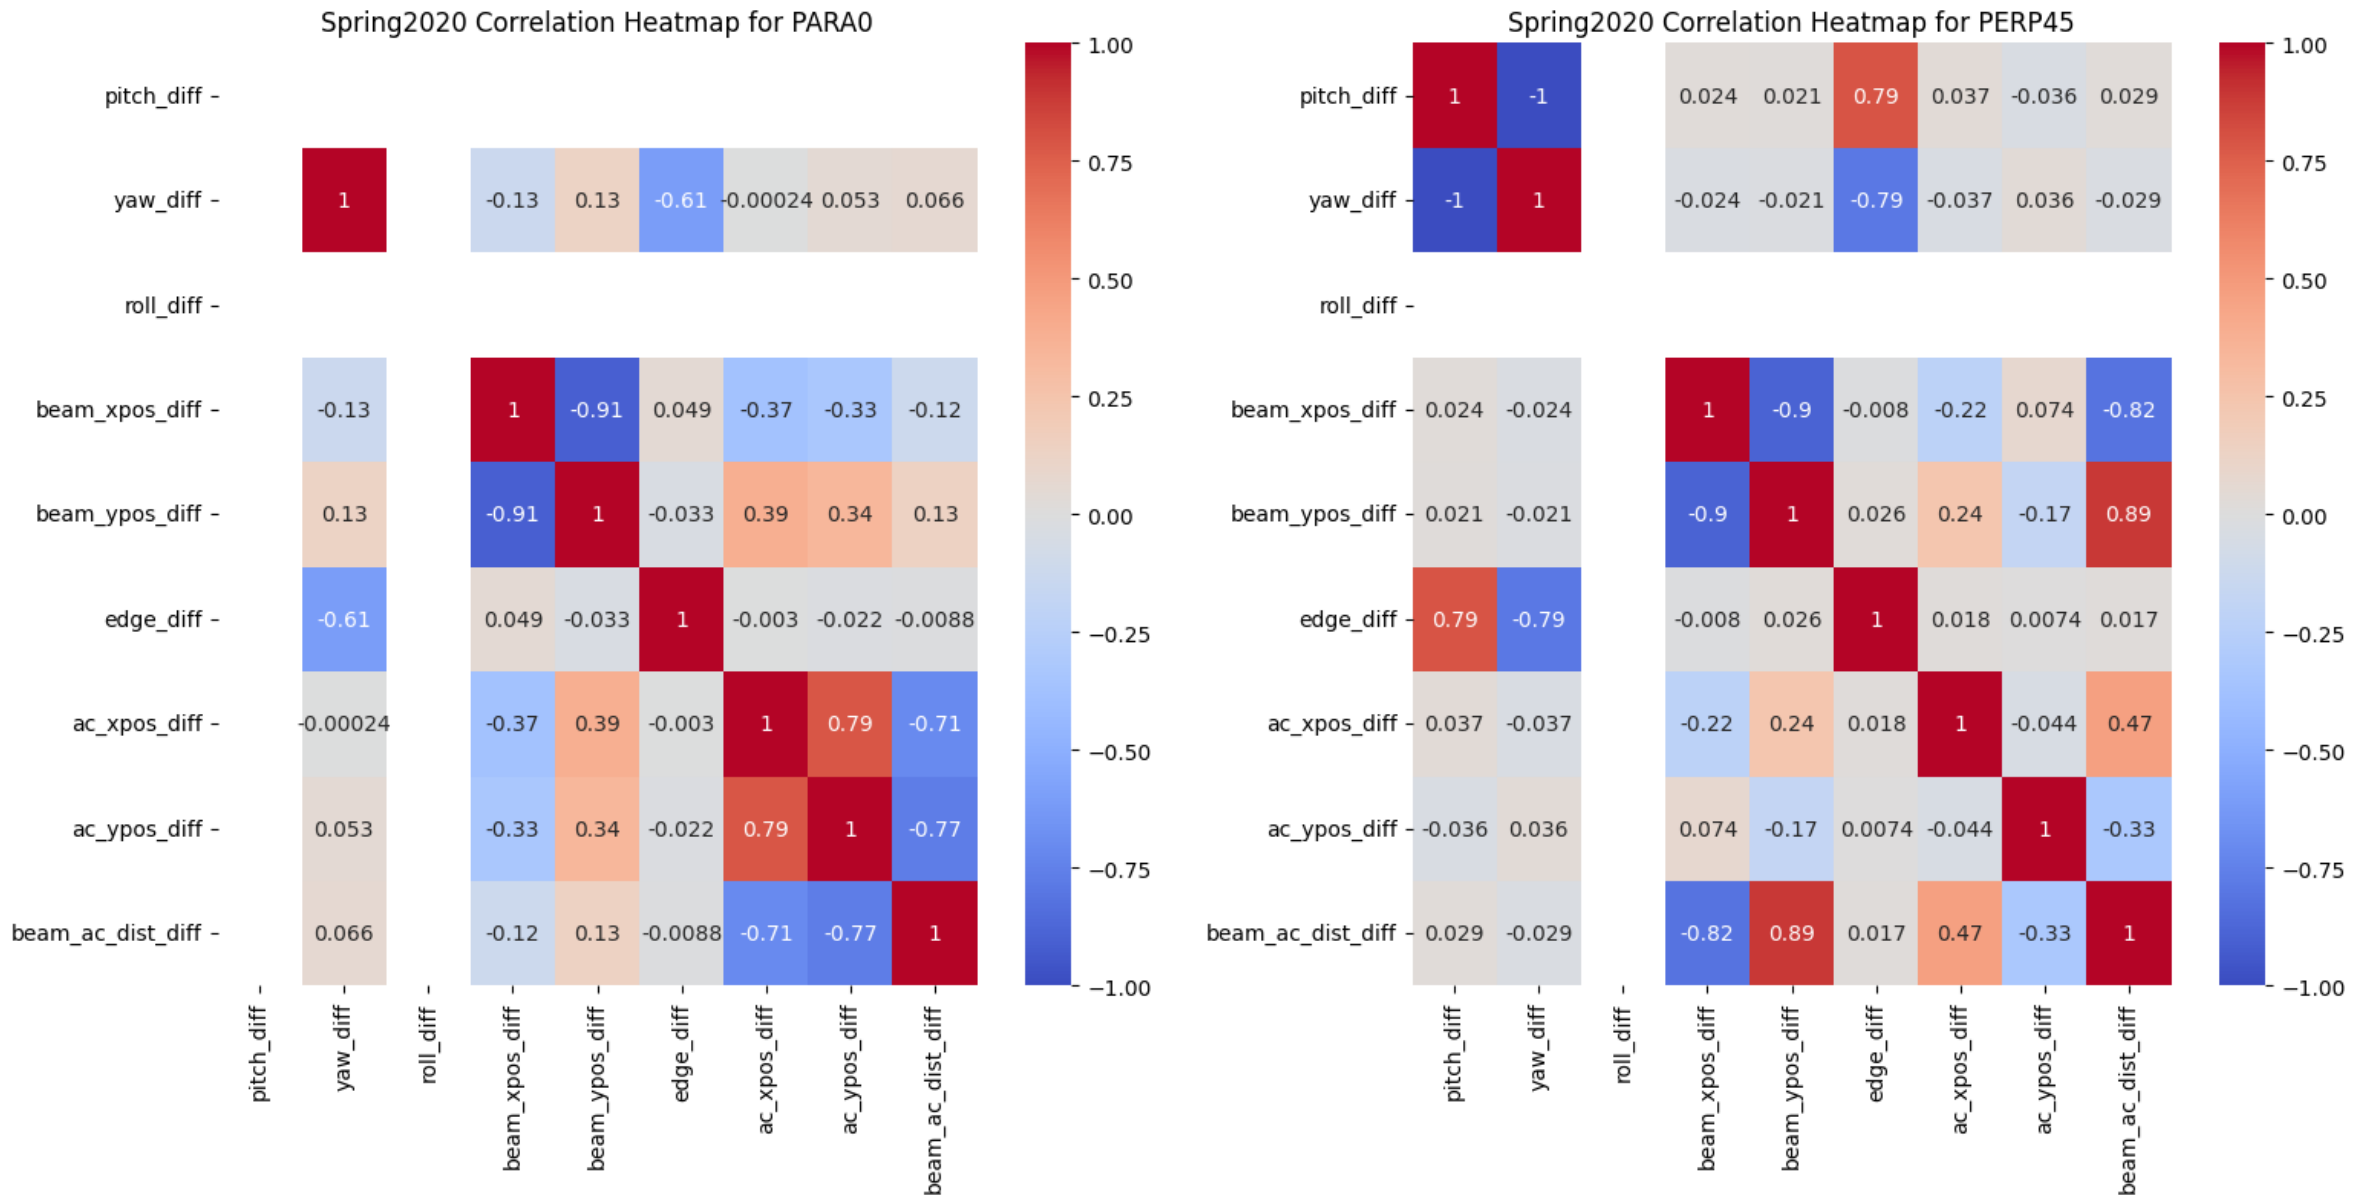 Spring2020 Correlation Heatmap for PARA0
pitch_diff
yaw_diff 1 -0.13 0.13 -0.61 -0.00024 0.053 0.066
roll_diff
beam_xpos_diff -0.13 1 -0.91 0.049 -0.37 -0.33 -0.12
beam_ypos_diff 0.13 -0.91 1 -0.033 0.39 0.34 0.13
edge_diff -0.61 0.049 -0.033 1 -0.003 -0.022 -0.0088
ac_xpos_diff -0.00024 -0.37 0.39 -0.003 1 0.79 -0.71
ac_ypos_diff 0.053 -0.33 0.34 -0.022 0.79 1 -0.77
beam_ac_dist_diff 0.066 -0.12 0.13 -0.0088 -0.71 -0.77 1
pitch_diff yaw_diff roll_diff beam_xpos_diff beam_ypos_diff edge_diff ac_xpos_diff ac_ypos_diff beam_ac_dist_diff
1.00
0.75
0.50
0.25
0.00
−0.25
−0.50
−0.75
−1.00
Spring2020 Correlation Heatmap for PERP45
pitch_diff 1 -1 0.024 0.021 0.79 0.037 -0.036 0.029
yaw_diff -1 1 -0.024 -0.021 -0.79 -0.037 0.036 -0.029
roll_diff
beam_xpos_diff 0.024 -0.024 1 -0.9 -0.008 -0.22 0.074 -0.82
beam_ypos_diff 0.021 -0.021 -0.9 1 0.026 0.24 -0.17 0.89
edge_diff 0.79 -0.79 -0.008 0.026 1 0.018 0.0074 0.017
ac_xpos_diff 0.037 -0.037 -0.22 0.24 0.018 1 -0.044 0.47
ac_ypos_diff -0.036 0.036 0.074 -0.17 0.0074 -0.044 1 -0.33
beam_ac_dist_diff 0.029 -0.029 -0.82 0.89 0.017 0.47 -0.33 1
pitch_diff yaw_diff roll_diff beam_xpos_diff beam_ypos_diff edge_diff ac_xpos_diff ac_ypos_diff beam_ac_dist_diff
1.00
0.75
0.50
0.25
0.00
−0.25
−0.50
−0.75
−1.00